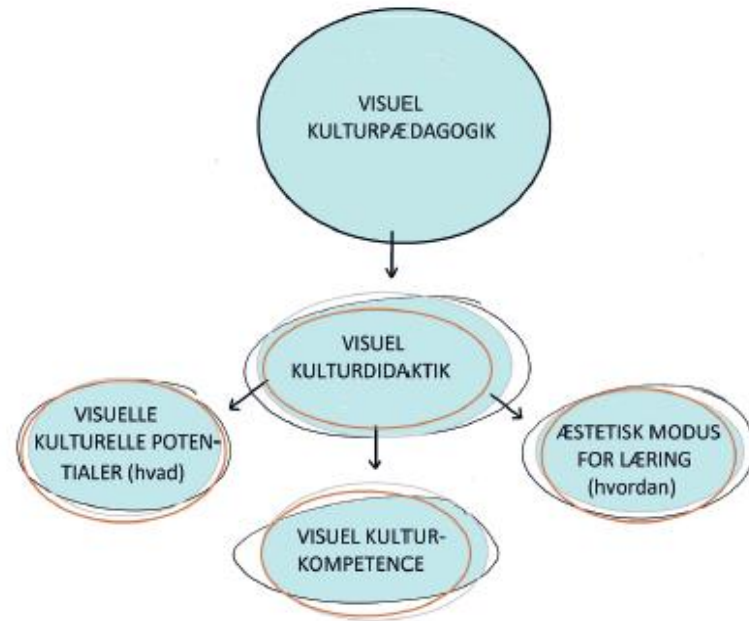 VISUEL
KULTURPÆDAGOGIK
VISUEL
KULTURDIDAKTIK
VISUELLE
KULTURELLE POTEN-
TIALER (hvad)
ÆSTETISK MODUS
FOR LÆRING
(hvordan)
VISUEL KULTUR-
KOMPETENCE